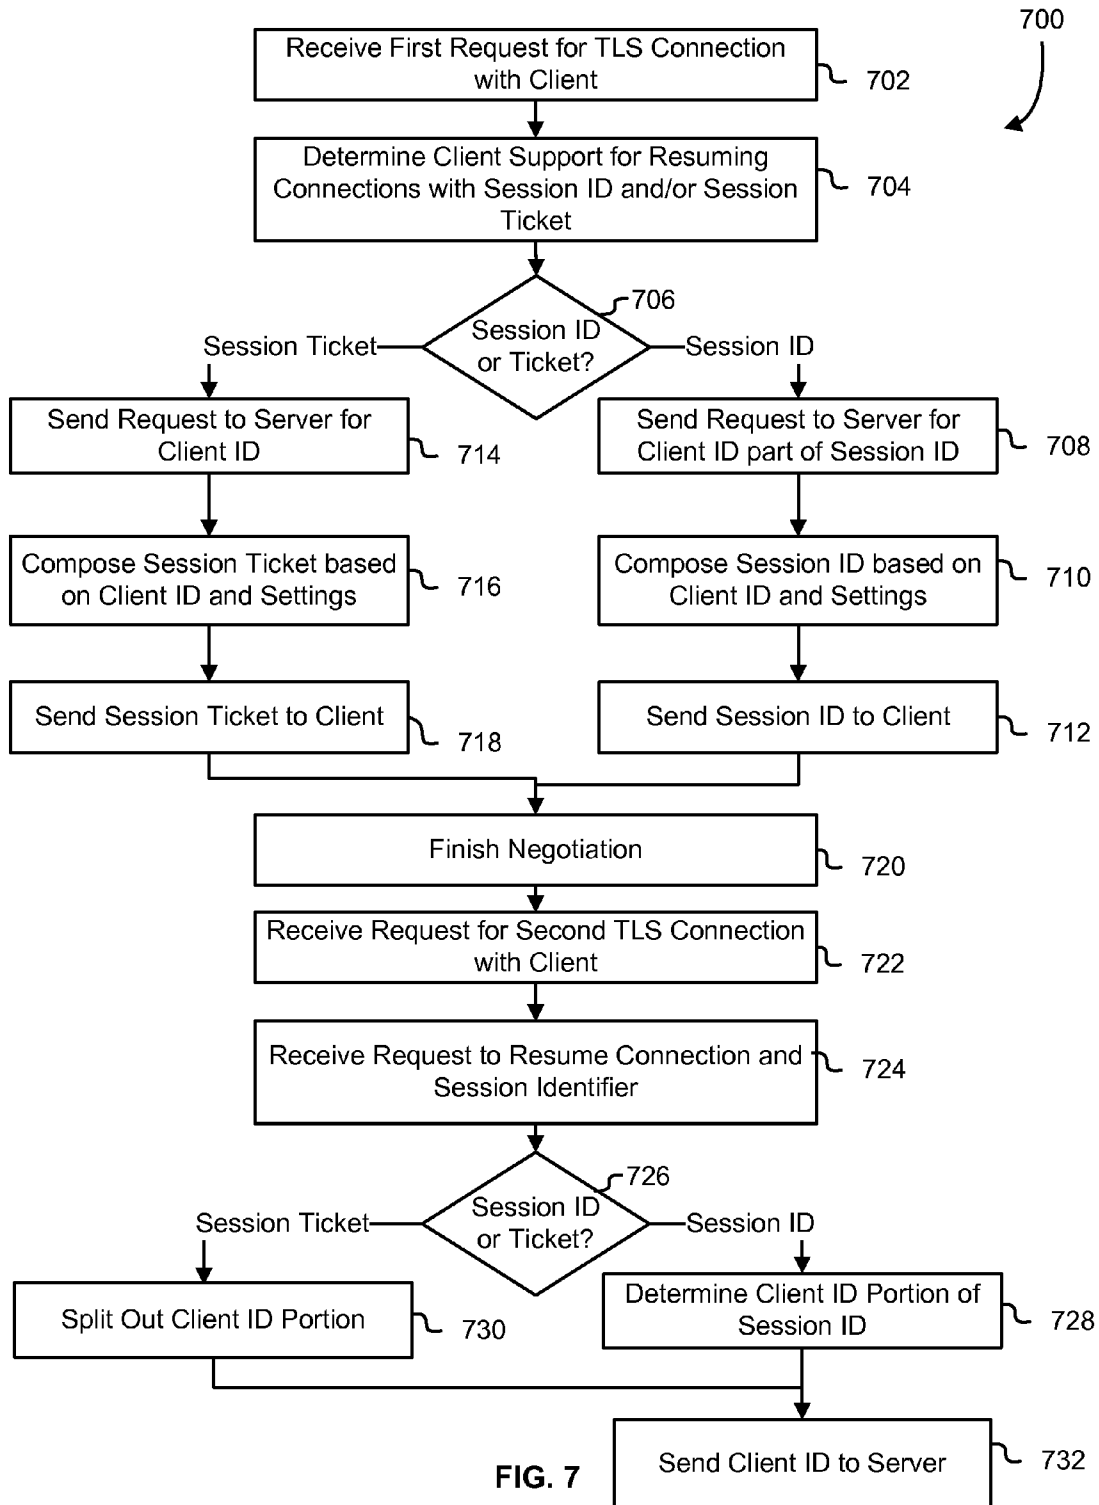 700
Receive First Request for TLS Connection
with Client
702
Determine Client Support for Resuming
Connections with Session ID and/or Session
Ticket
704
706
Session ID
or Ticket?
Session Ticket
Session ID
Send Request to Server for
Client ID
714
Send Request to Server for
Client ID part of Session ID
708
Compose Session Ticket based
on Client ID and Settings
716
Compose Session ID based on
Client ID and Settings
710
Send Session Ticket to Client
718
Send Session ID to Client
712
Finish Negotiation
720
Receive Request for Second TLS Connection
with Client
722
Receive Request to Resume Connection and
Session Identifier
724
726
Session ID
or Ticket?
Session Ticket
Session ID
Split Out Client ID Portion
730
Determine Client ID Portion of
Session ID
728
Send Client ID to Server
732
FIG. 7